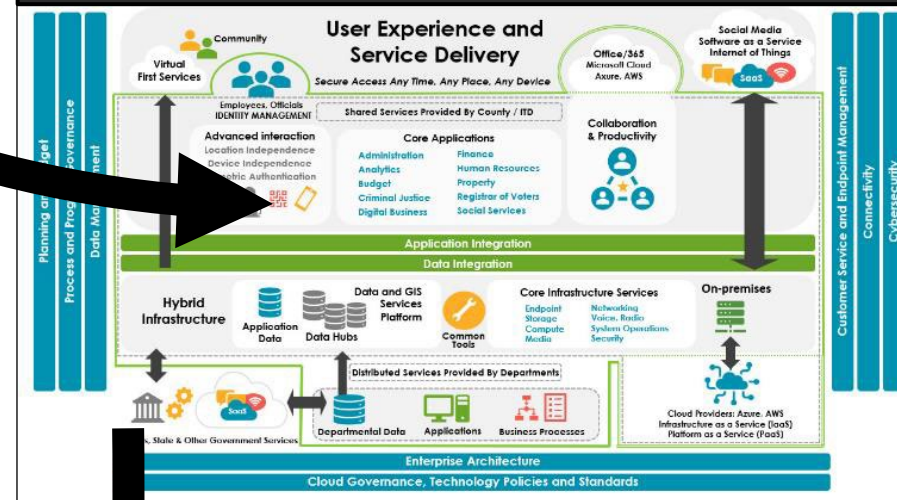 User Experience and
Service Delivery
Secure Access Any Time, Any Place, Any Device
Community
Virtual
First Services
Employees, Officials
IDENTITY MANAGEMENT
Office/365
Microsoft Cloud
Axure, AWS
Social Media
Software as a Service
Internet of Things
SaaS
Shared Services Provided By County / ITD
Advanced interaction
Location Independence
Device Independence
Authentication
Core Applications
Administration
Analytics
Budget
Criminal Justice
Digital Business
Finance
Human Resources
Property
Registrar of Voters
Social Services
Collaboration
& Productivity
Application Integration
Data Integration
Hybrid
Infrastructure
Application
Data
Data Hubs
Data and GIS
Services
Platform
Common
Tools
Core Infrastructure Services
Endpoint
Storage
Compute
Media
Networking
Voice, Radio
System Operations
Security
On-premises
Distributed Services Provided By Departments
SaaS
State & Other Government Services
Departmental Data
Applications
Business Processes
Cloud Providers: Azure, AWS
Infrastructure as a Service (IaaS)
Platform as a Service (PaaS)
Enterprise Architecture
Cloud Governance, Technology Policies and Standards
Planning
Process and
Data
Customer Service and Endpoint Management
Connectivity
Cybersecurity